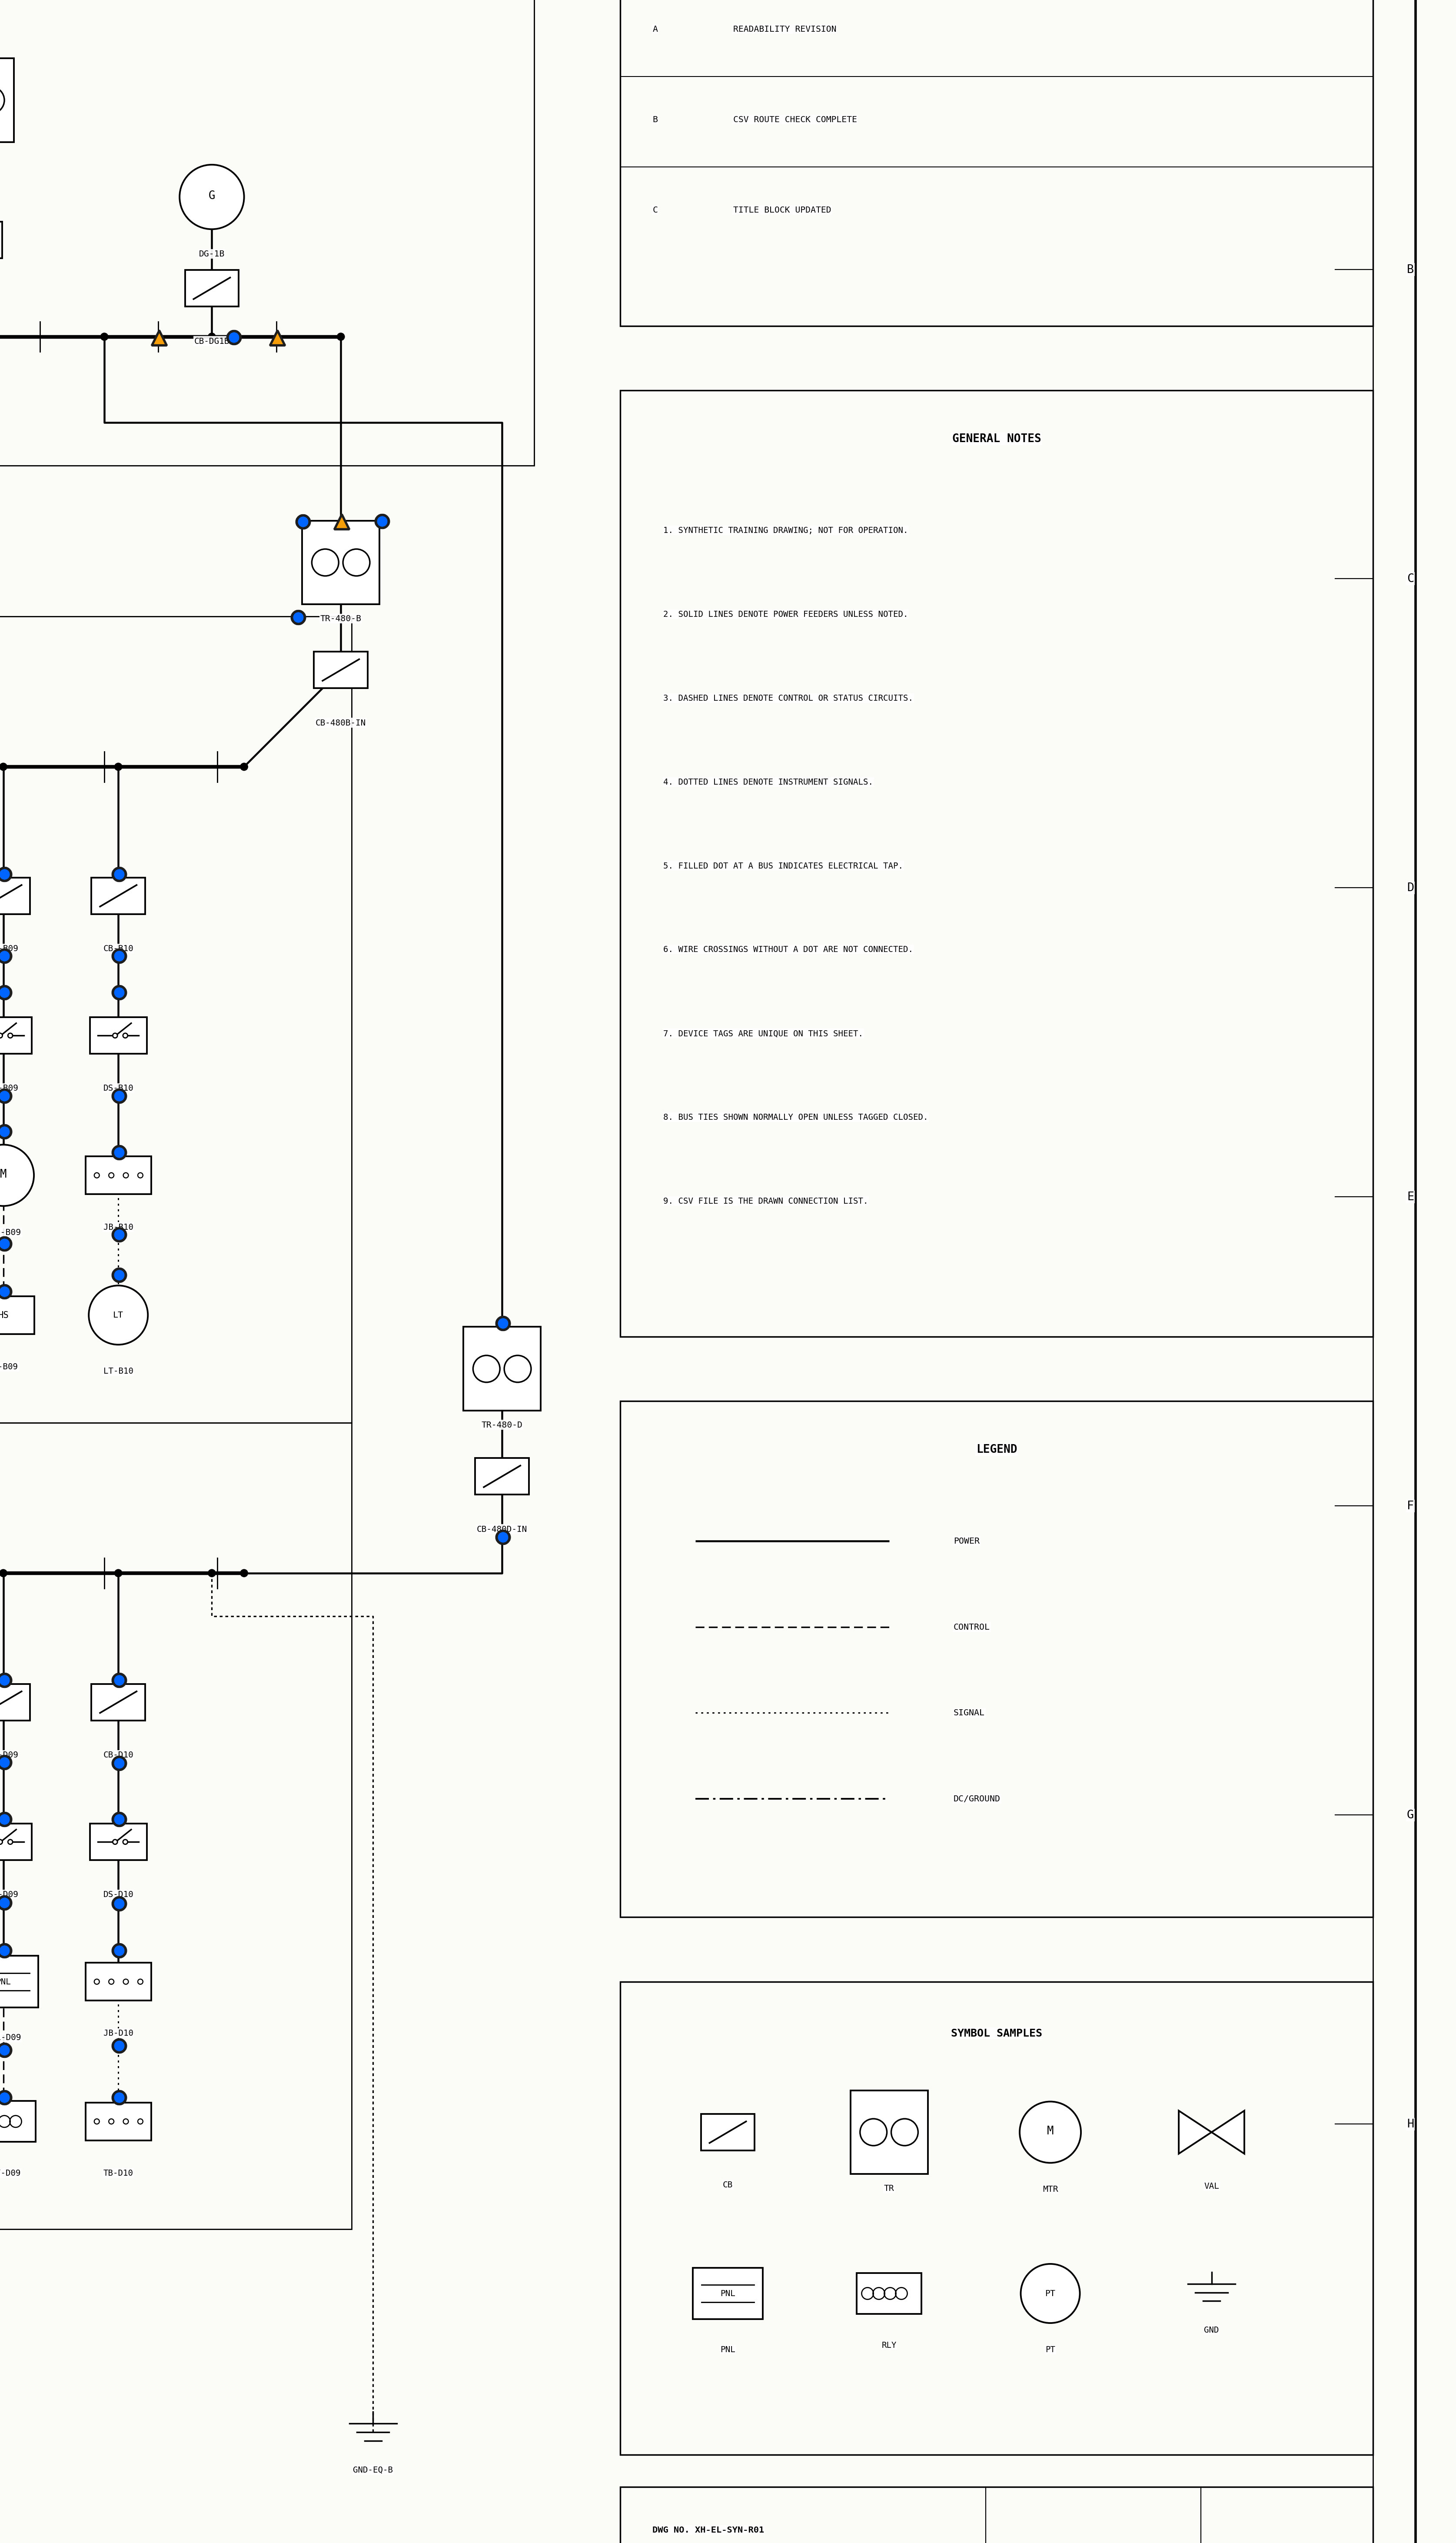 A READABILITY REVISION
B CSV ROUTE CHECK COMPLETE
C TITLE BLOCK UPDATED
B
G
DG-1B
GENERAL NOTES
1. SYNTHETIC TRAINING DRAWING; NOT FOR OPERATION.
C
TR-480-B
2. SOLID LINES DENOTE POWER FEEDERS UNLESS NOTED.
3. DASHED LINES DENOTE CONTROL OR STATUS CIRCUITS.
CB-480B-IN
4. DOTTED LINES DENOTE INSTRUMENT SIGNALS.
5. FILLED DOT AT A BUS INDICATES ELECTRICAL TAP.
D
CB-B10
6. WIRE CROSSINGS WITHOUT A DOT ARE NOT CONNECTED.
7. DEVICE TAGS ARE UNIQUE ON THIS SHEET.
DS-B10
8. BUS TIES SHOWN NORMALLY OPEN UNLESS TAGGED CLOSED.
M
9. CSV FILE IS THE DRAWN CONNECTION LIST.
E
-B09
JB-B10
HS
LT
-B09
LT-B10
TR-480-D
LEGEND
F
CB-480D-IN
POWER
CONTROL
SIGNAL
CB-D10
DC/GROUND
G
DS-D10
JB-D10
-D09
SYMBOL SAMPLES
H
M
-D09
TB-D10
CB TR MTR VAL
PNL PT
PNL RLY PT GND
GND-EQ-B
DWG NO. XH-EL-SYN-R01